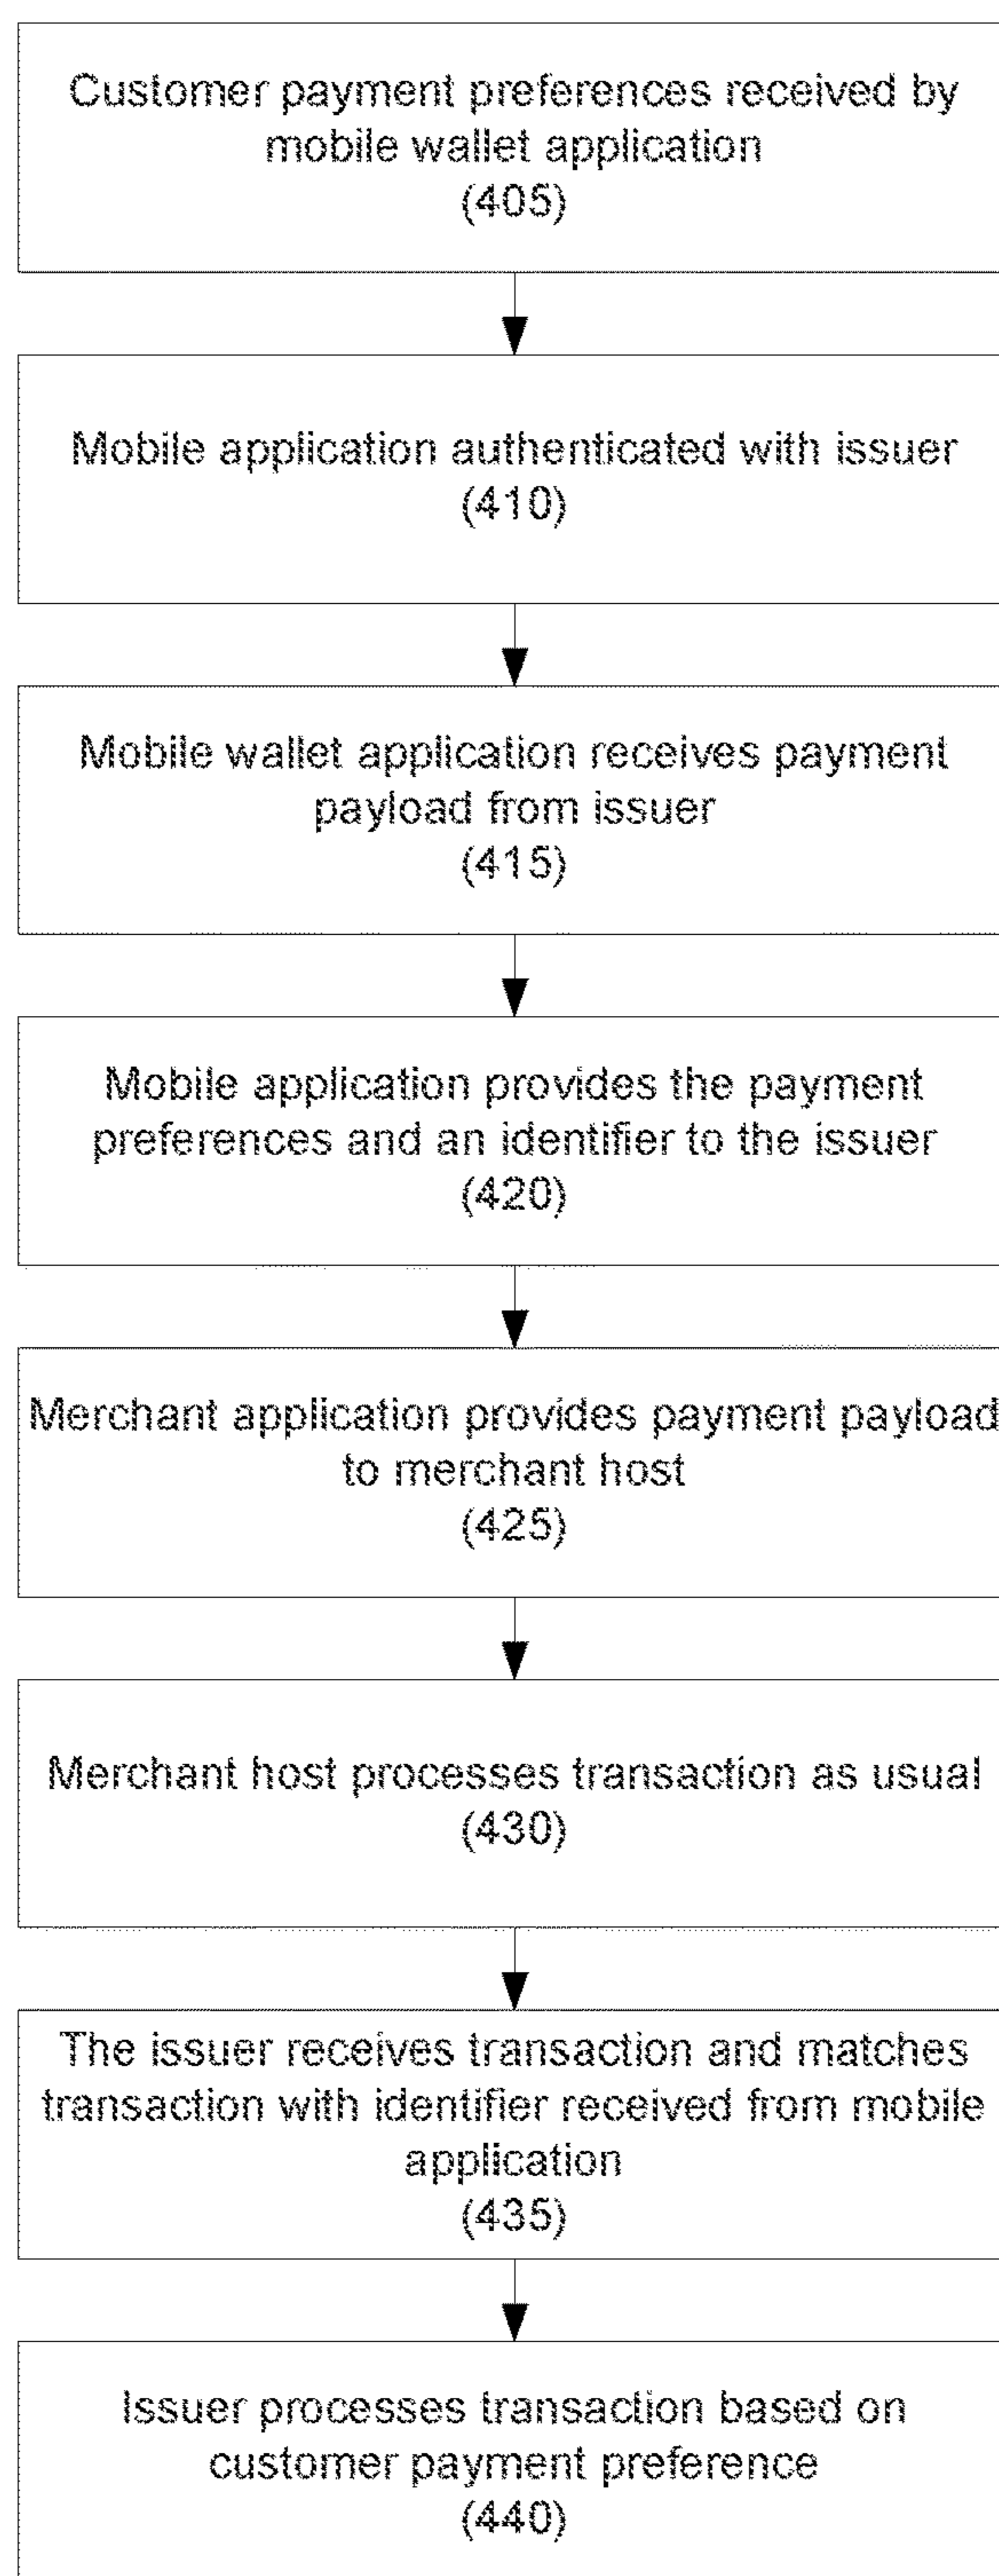 Customer payment preferences received by
mobile wallet application
(405)
Mobile application authenticated with issuer
(410)
Mobile wallet application receives payment
payload from issuer
(415)
Mobile application provides the payment
preferences and an identifier to the issuer
(420)
Merchant application provides payment payload
to merchant host
(425)
Merchant host processes transaction as usual
(430)
The issuer receives transaction and matches
transaction with identifier received from mobile
application
(435)
Issuer processes transaction based on
customer payment preference
(440)